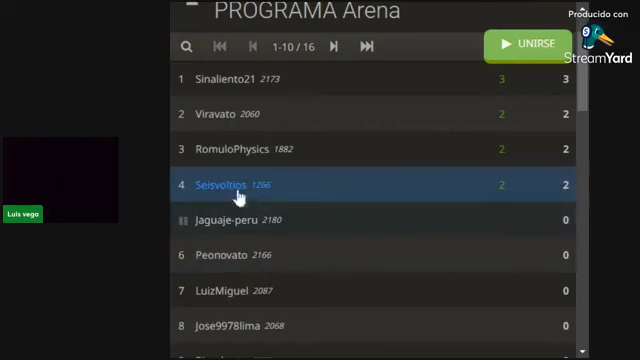 PROGRAMA Arena
Producido con
StreamYard
1-10 / 16
UNIRSE
1 Sinaliento21 2173 3 3
2 Viravato 2060 2 2
3 RomuloPhysics 1882 2 2
4 Seisvoltios 1266 2 2
Jaguaje-peru 2180 0
6 Peonovato 2166 0
7 LuizMiguel 2087 0
8 Jose9978lima 2068 0
Luis vega